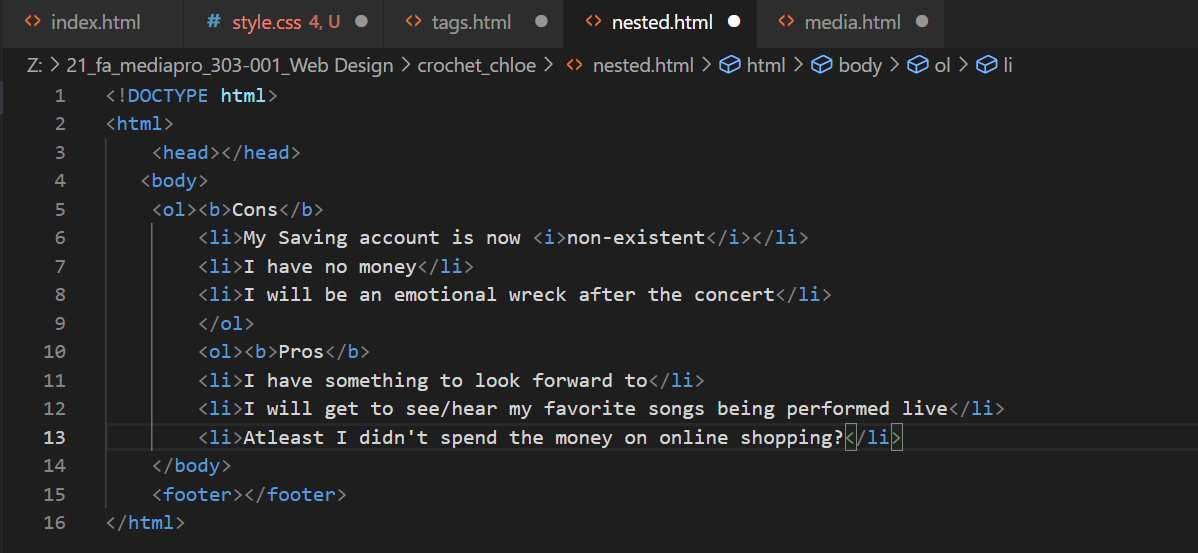 index.html # style.css 4, U tags.html nested.html media.html
Z: > 21_fa_mediapro_303-001_Web Design > crochet_chloe > nested.html > html > body > ol > li
1 <!DOCTYPE html>
2 <html>
3 <head></head>
4 <body>
5 <ol><b>Cons</b>
6 <li>My Saving account is now <i>non-existent</i></li>
7 <li>I have no money</li>
8 <li>I will be an emotional wreck after the concert</li>
9 </ol>
10 <ol><b>Pros</b>
11 <li>I have something to look forward to</li>
12 <li>I will get to see/hear my favorite songs being performed live</li>
13 <li>Atleast I didn't spend the money on online shopping?</li>
14 </body>
15 <footer></footer>
16 </html>